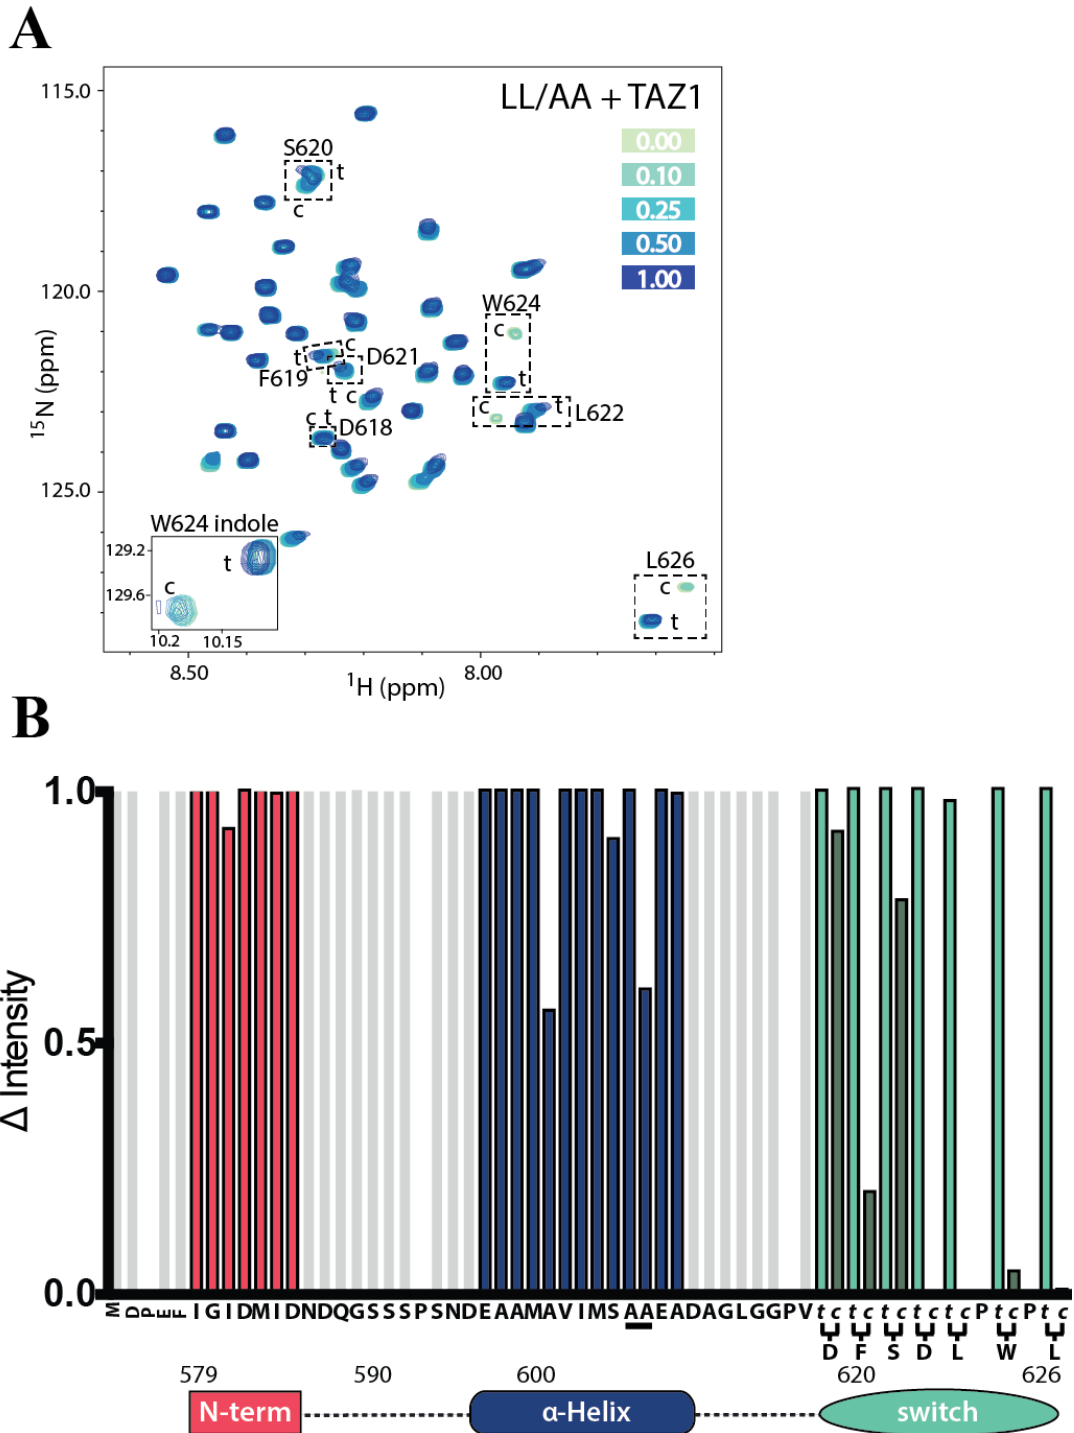 A
115.0
LL/AA + TAZ1
0.00
0.10
0.25
0.50
1.00
S620
t
c
120.0
W624
c
t
c
D621
t
F619
t c
c t
D618
c
t
L622
15N (ppm)
125.0
W624 indole
129.2
t
c
129.6
10.2 10.15
L626
c
t
8.50
1H (ppm)
8.00
B
1.0
0.5
0.0
Δ Intensity
M D P E F I G I D M I D N D Q G S S S P S N D E A A M A V I M S A A E A D A G L G G P V t c t c t c t c t c P t c P t c
D F S D L W L
579 590 600 620 626
N-term α-Helix switch